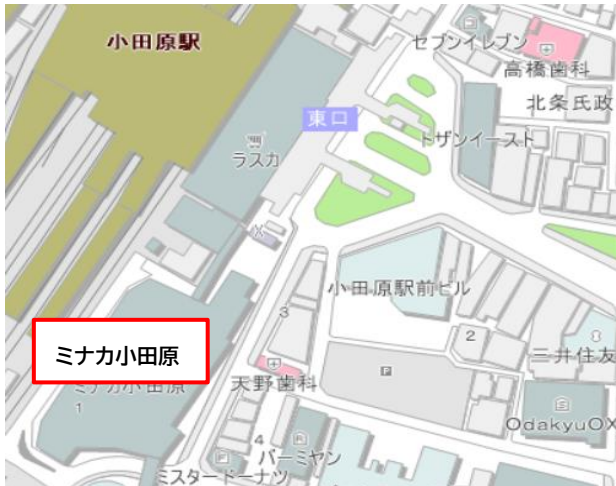 小田原駅
セブンイレブン
高橋歯科
北条氏政
東口
トザンイースト
ラスカ
小田原駅前ビル
3
2
三井住友
ミナカ小田原
ミナカ小田原
1
天野歯科
P
OdakyuOX
4
バーミヤン
ミスタードーナツ